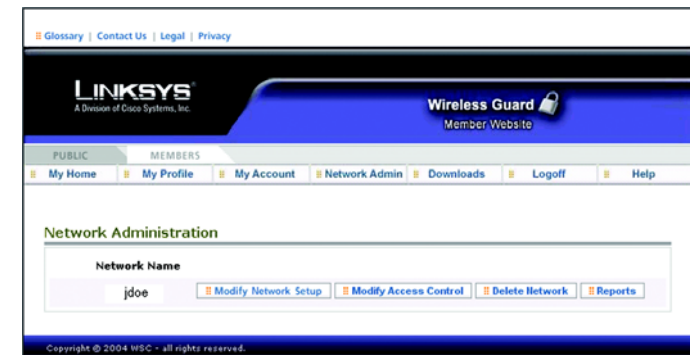 Glossary | Contact Us | Legal | Privacy
LINKSYS®
A Division of Cisco Systems, Inc.
Wireless Guard
Member Website
PUBLIC MEMBERS
My Home My Profile My Account Network Admin Downloads Logoff Help
Network Administration
Network Name
jdoe Modify Network Setup Modify Access Control Delete Network Reports
Copyright © 2004 WSC - all rights reserved.